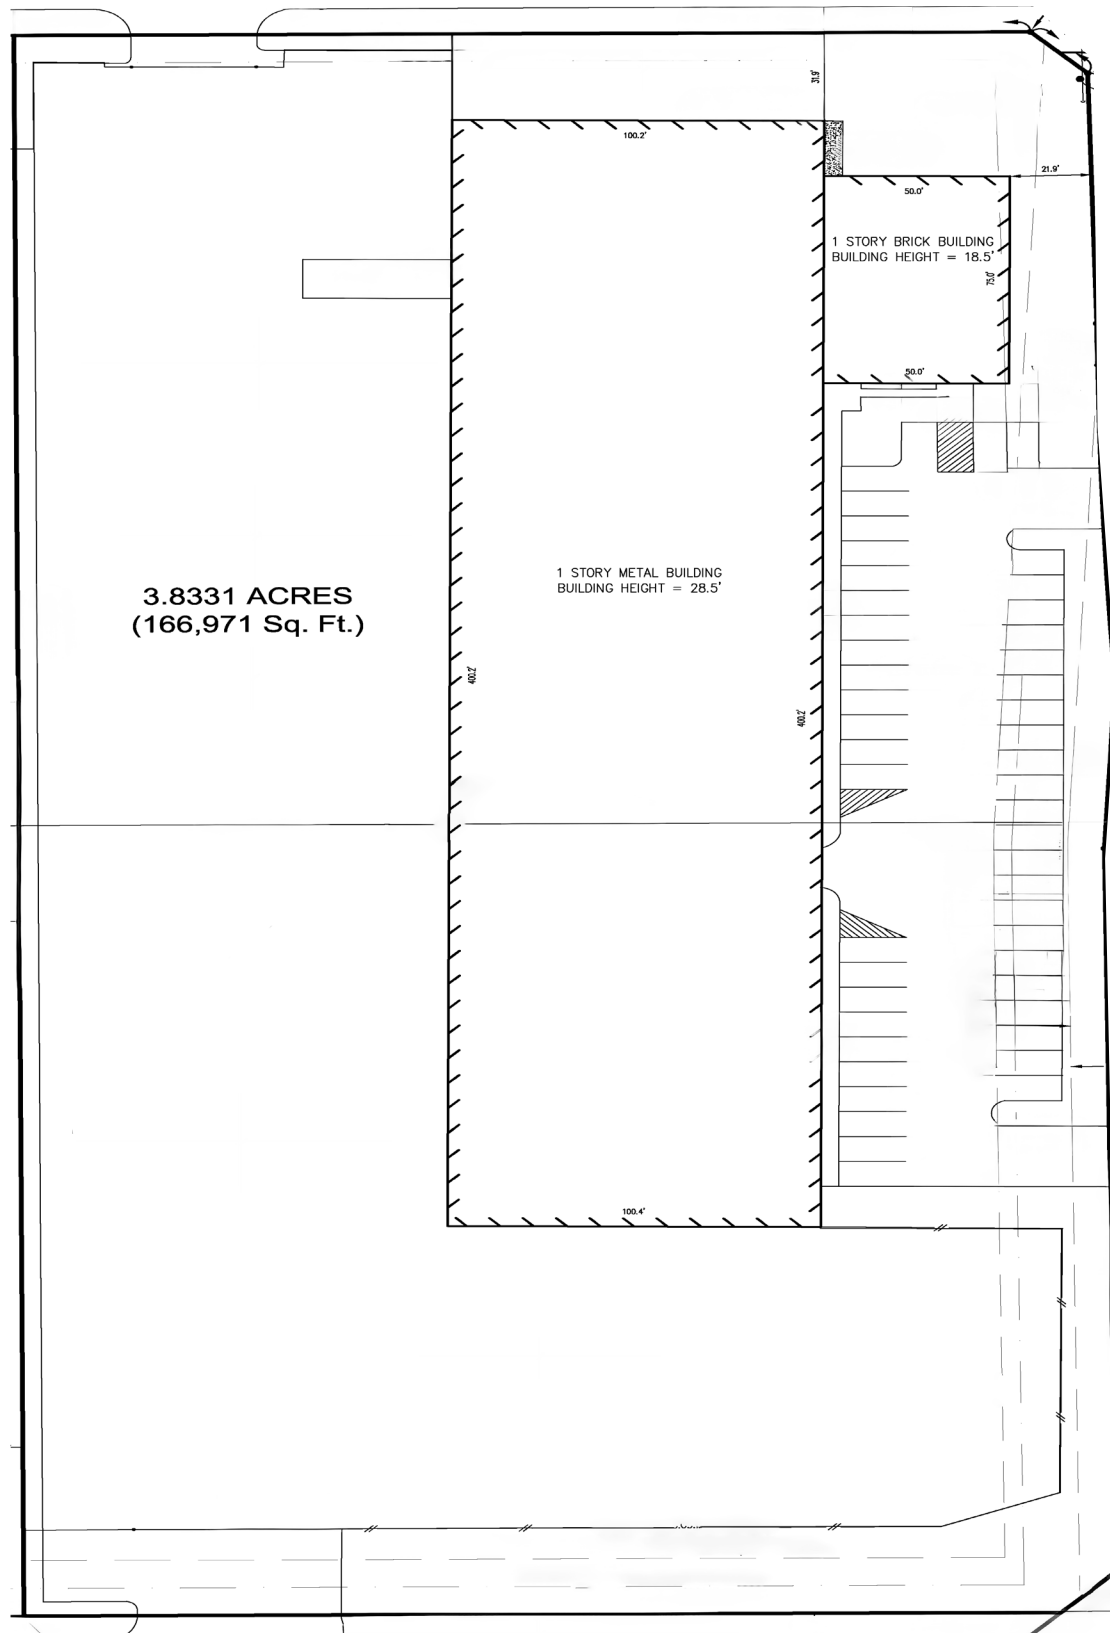 31.9'
100.2'
21.9'
50.0'
1 STORY BRICK BUILDING
BUILDING HEIGHT = 18.5'
75.0'
50.0'
1 STORY METAL BUILDING
BUILDING HEIGHT = 28.5'
3.8331 ACRES
(166,971 Sq. Ft.)
400.2'
400.2'
100.4'